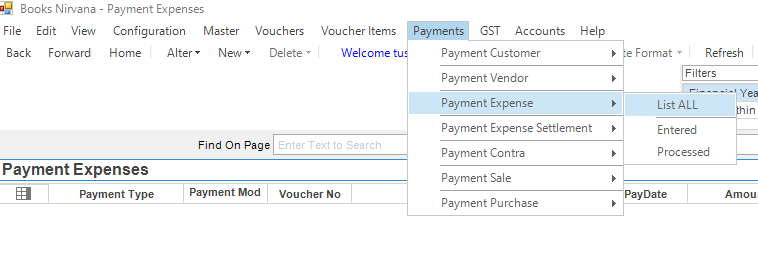 Books Nirvana - Payment Expenses
File Edit View Configuration Master Vouchers Voucher Items Payments GST Accounts Help
Back Home Alter New Delete Welcome tus Format Refresh
Payment Customer
Filters
Payment Vendor
Financial Yea
Payment Expense List ALL
thin
Payment Expense Settlement Entered
Find On Page Enter Text to Search
Payment Contra Processed
Payment Expenses
Payment Sale
Payment Type Payment Mod Voucher No PayDate Amou
Payment Purchase